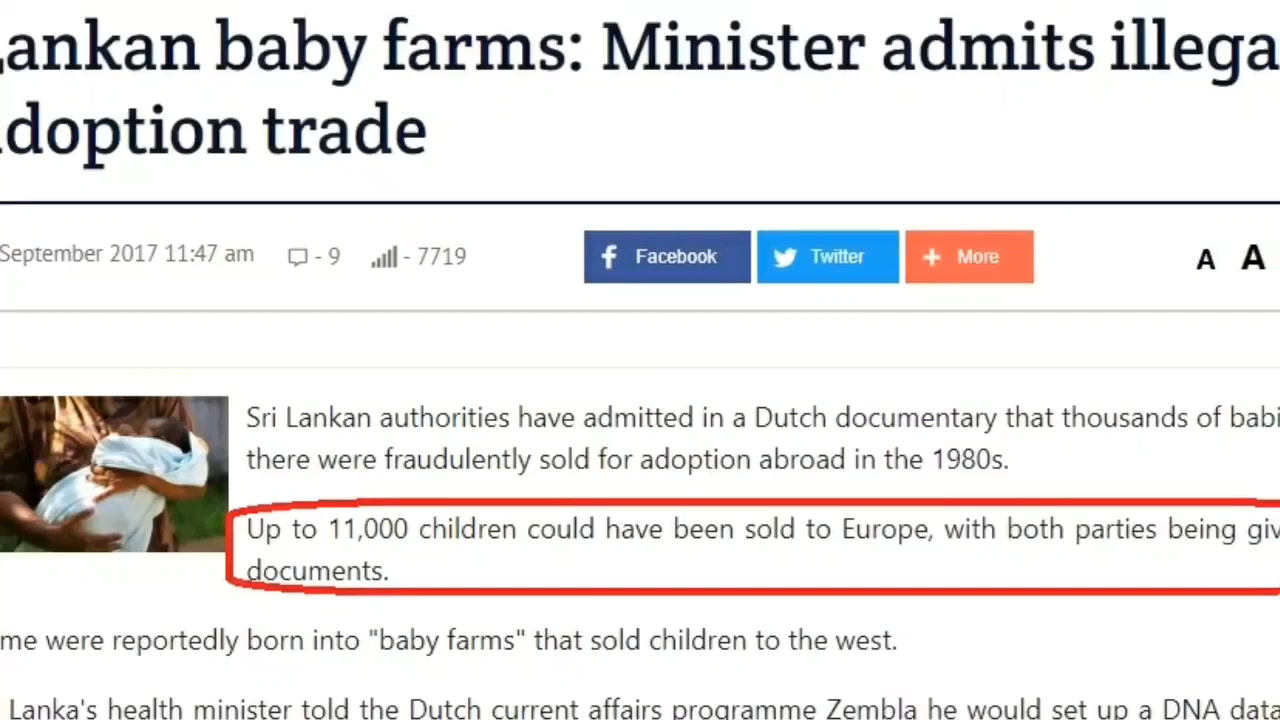 Lankan baby farms: Minister admits illega
doption trade
September 2017 11:47 am - 9 - 7719 Facebook Twitter More A A
Sri Lankan authorities have admitted in a Dutch documentary that thousands of babi
there were fraudulently sold for adoption abroad in the 1980s.
Up to 11,000 children could have been sold to Europe, with both parties being giv
documents.
me were reportedly born into "baby farms" that sold children to the west.
Lanka's health minister told the Dutch current affairs programme Zembla he would set up a DNA data